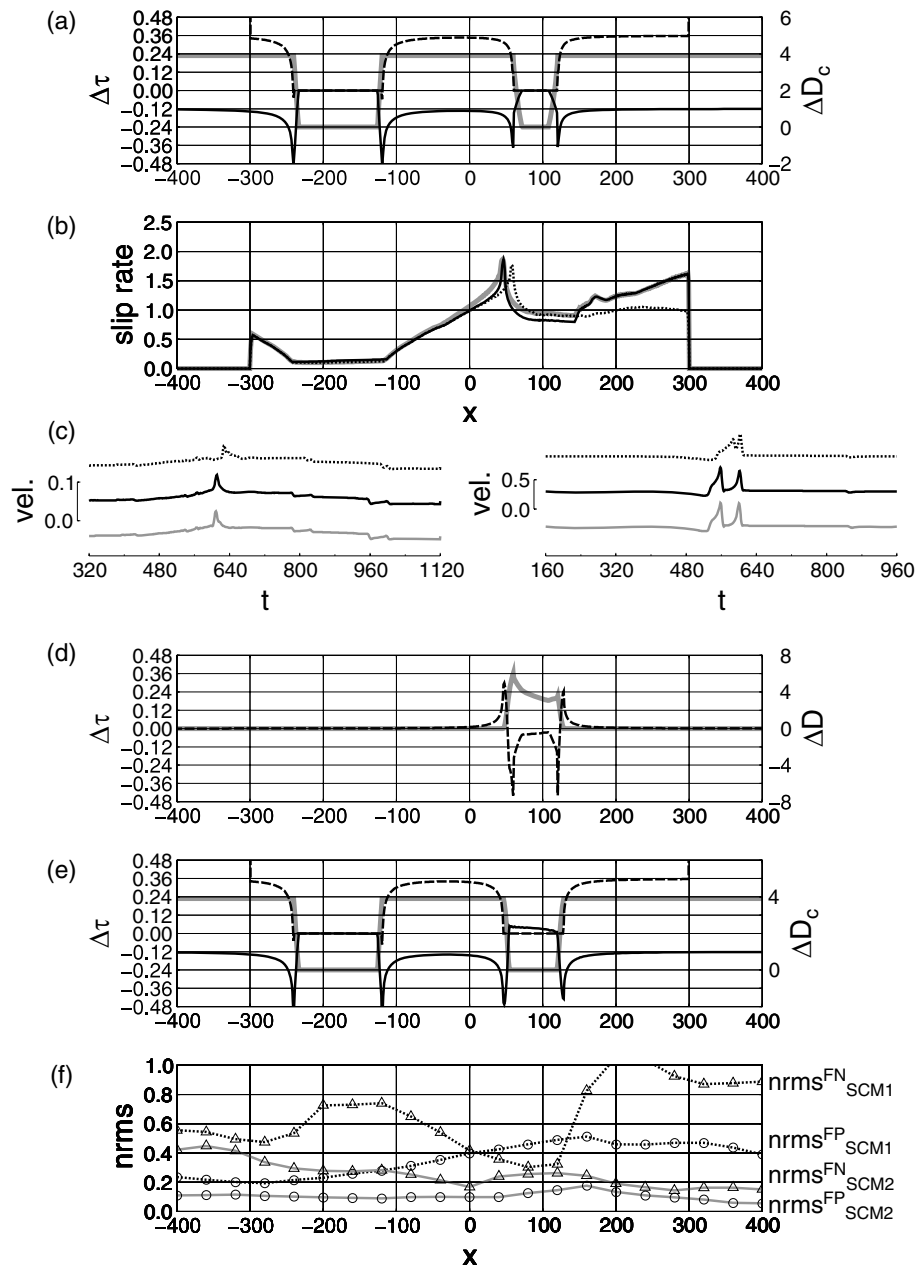 (a)
0.48
0.36
0.24
0.12
0.00
−0.12
−0.24
−0.36
−0.48
Δτ
6
4
2
0
−2
ΔD_c
−400 −300 −200 −100 0 100 200 300 400
(b)
2.5
2.0
1.5
1.0
0.5
0.0
slip rate
−400 −300 −200 −100 0 100 200 300 400
x
(c)
vel.
0.1
0.0
320 480 640 800 960 1120
t
vel.
0.5
0.0
160 320 480 640 800 960
t
(d)
0.48
0.36
0.24
0.12
0.00
−0.12
−0.24
−0.36
−0.48
Δτ
8
4
0
−4
−8
ΔD
−400 −300 −200 −100 0 100 200 300 400
(e)
0.48
0.36
0.24
0.12
0.00
−0.12
−0.24
−0.36
−0.48
Δτ
4
0
ΔD_c
−400 −300 −200 −100 0 100 200 300 400
(f)
1.0
0.8
0.6
0.4
0.2
0.0
nrms
nrms^FN_SCM1
nrms^FP_SCM1
nrms^FN_SCM2
nrms^FP_SCM2
−400 −300 −200 −100 0 100 200 300 400
x